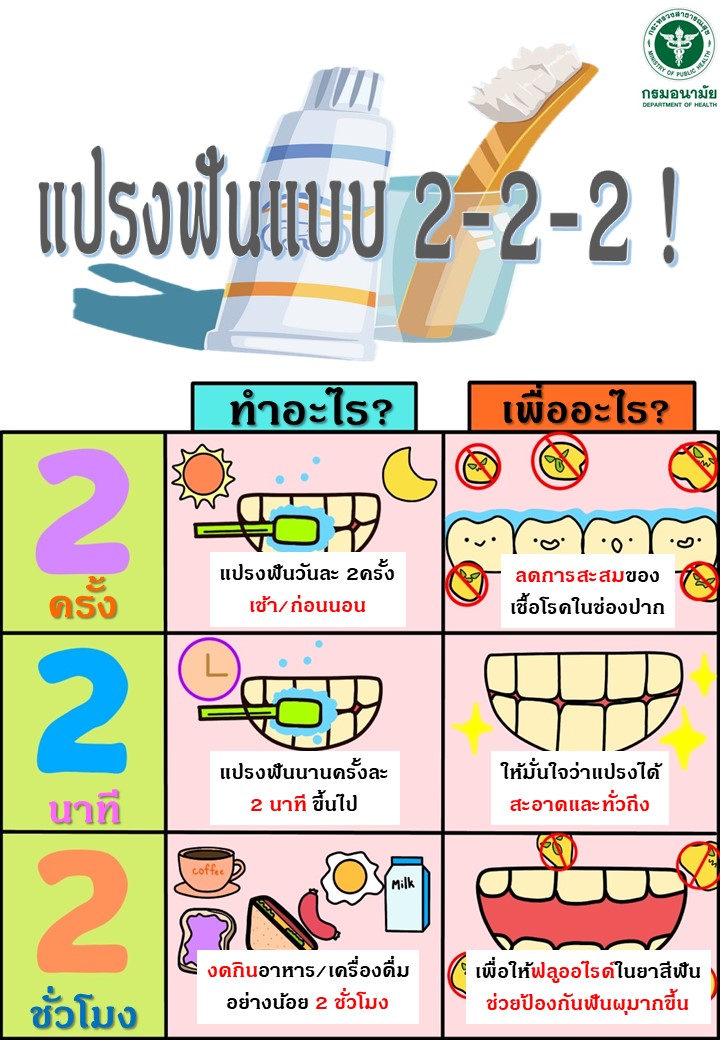 กระทรวงสาธารณสุข
MINISTRY OF PUBLIC HEALTH
กรมอนามัย
DEPARTMENT OF HEALTH
แปรงฟันแบบ 2-2-2 !
ทำอะไร?
เพื่ออะไร?
2
ครั้ง
แปรงฟันวันละ 2ครั้ง
เช้า/ก่อนนอน
ลดการสะสมของ
เชื้อโรคในช่องปาก
2
นาที
แปรงฟันนานครั้งละ
2 นาที ขึ้นไป
ให้มั่นใจว่าแปรงได้
สะอาดและทั่วถึง
2
ชั่วโมง
coffee
Milk
งดกินอาหาร/เครื่องดื่ม
อย่างน้อย 2 ชั่วโมง
เพื่อให้ฟลูออไรด์ในยาสีฟัน
ช่วยป้องกันฟันผุมากขึ้น